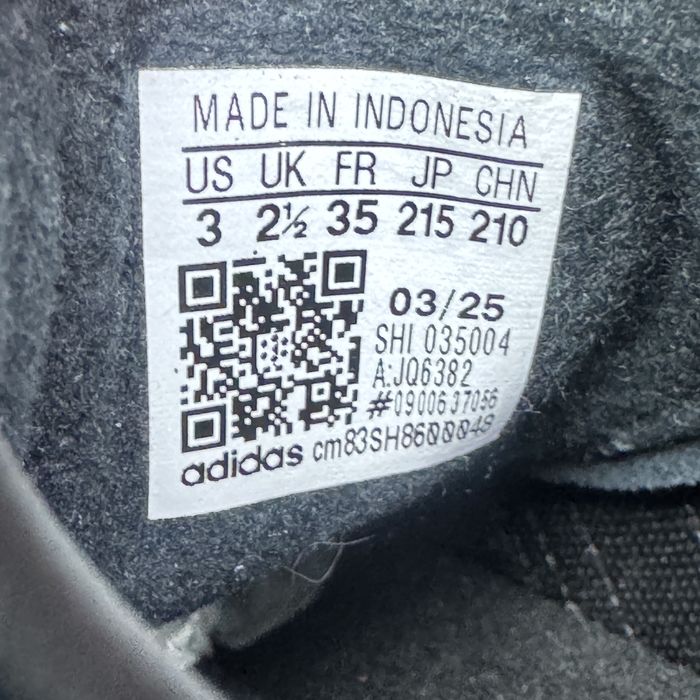 MADE IN INDONESIA
US UK FR JP CHN
3 2½ 35 215 210
03/25
SHI 035004
A:JQ6382
#0900637056
adidas cm83SH8600049